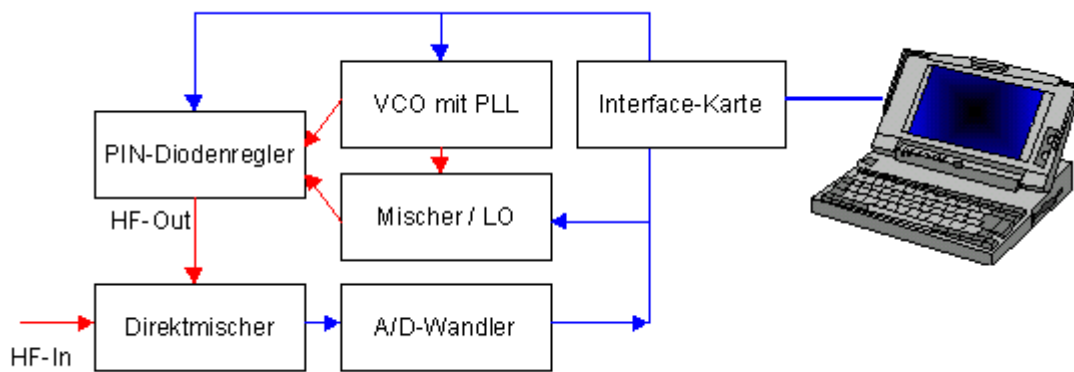 VCO mit PLL
Interface-Karte
PIN-Diodenregler
Mischer / LO
HF-Out
Direktmischer
A/D-Wandler
HF-In